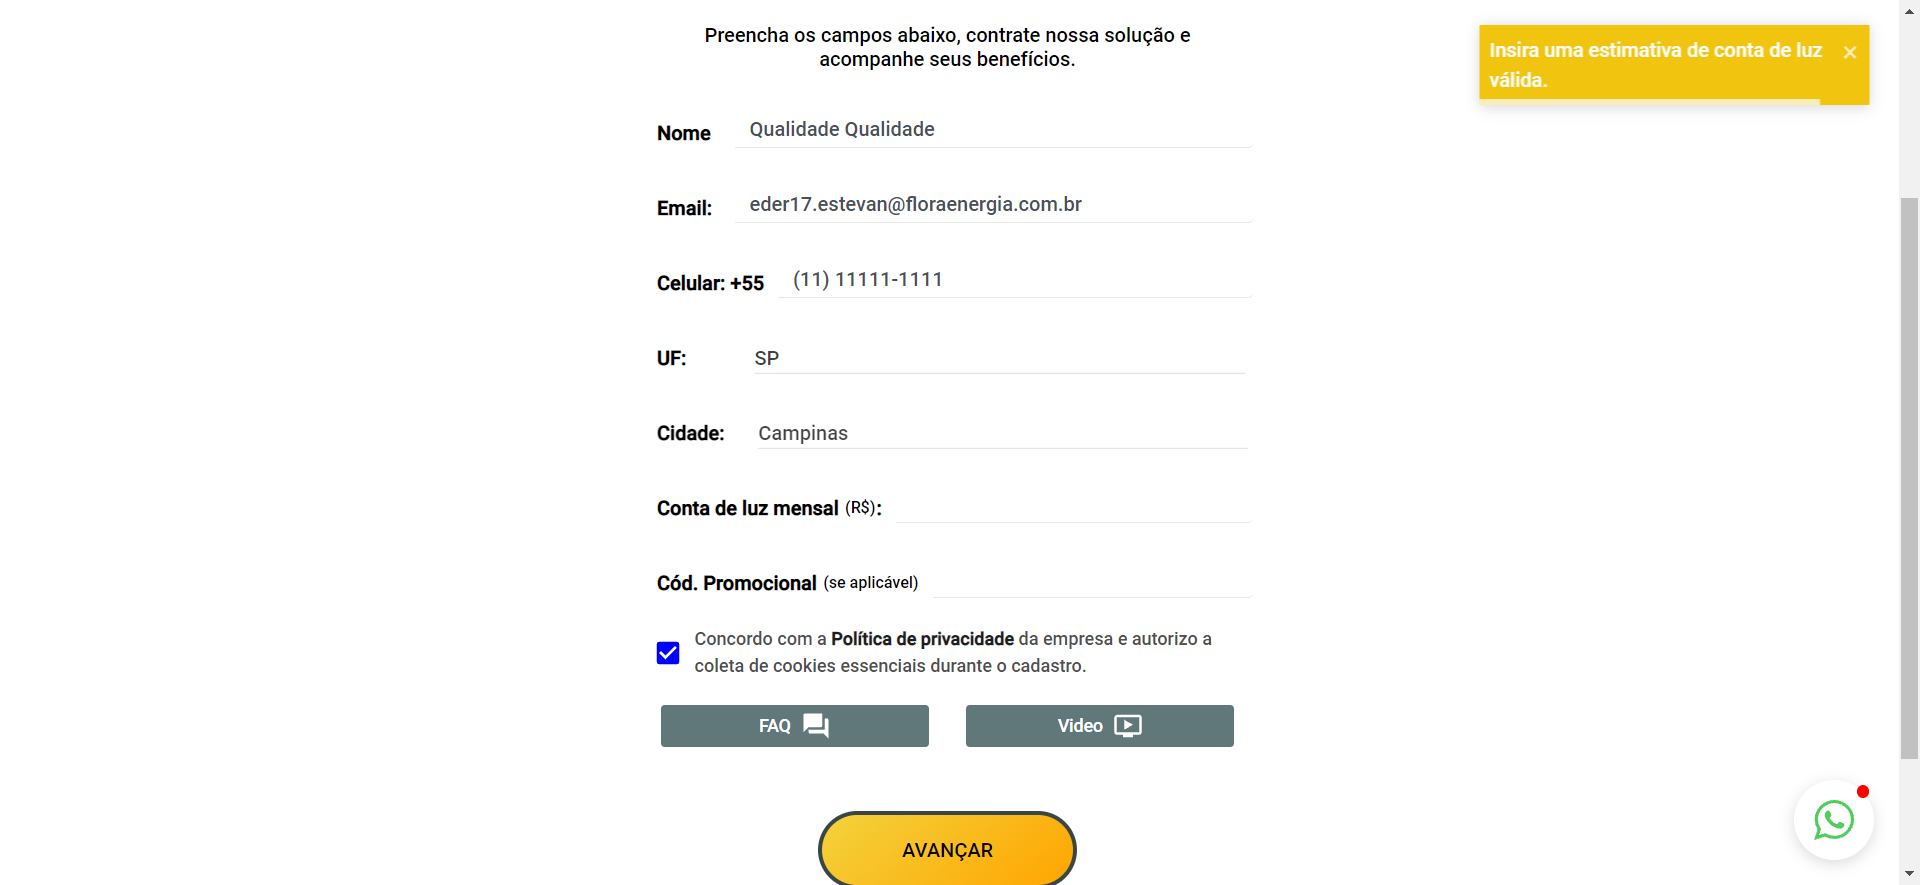 Preencha os campos abaixo, contrate nossa solução e
acompanhe seus benefícios.
Insira uma estimativa de conta de luz
válida.
Nome Qualidade Qualidade
Email: eder17.estevan@floraenergia.com.br
Celular: +55 (11) 11111-1111
UF: SP
Cidade: Campinas
Conta de luz mensal (R$):
Cód. Promocional (se aplicável)
Concordo com a Política de privacidade da empresa e autorizo a
coleta de cookies essenciais durante o cadastro.
FAQ
Video
AVANÇAR